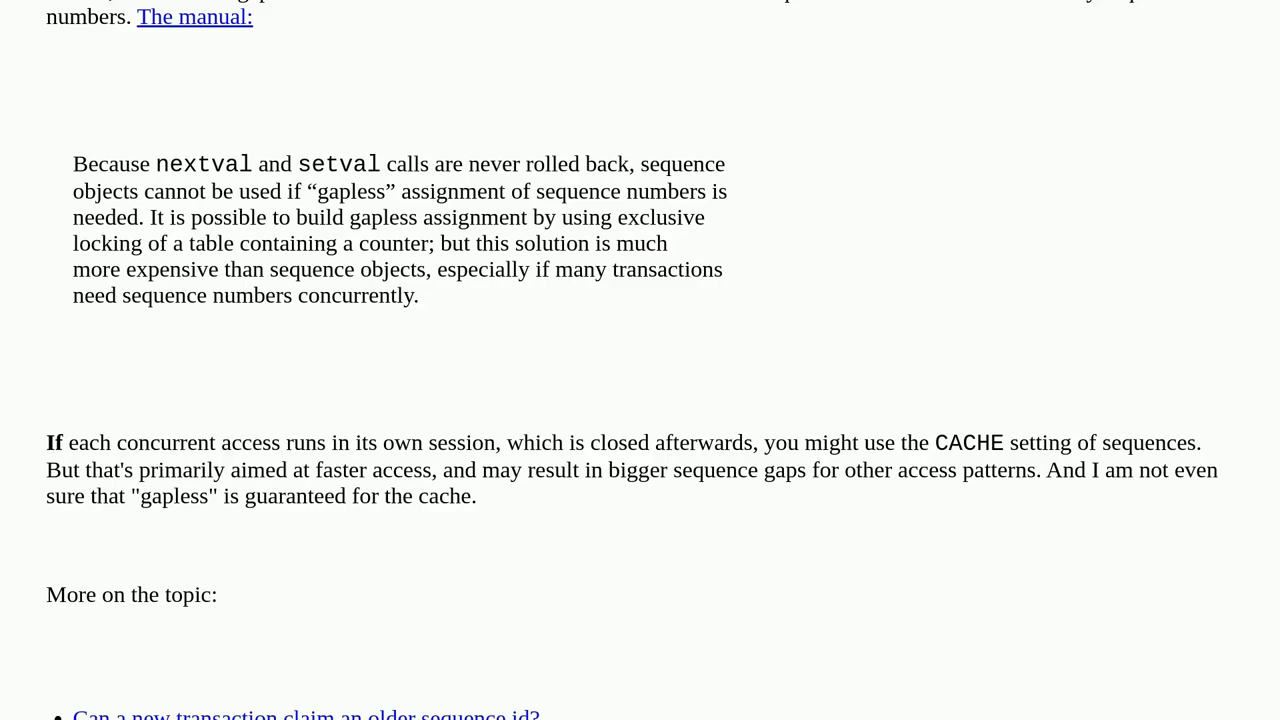 numbers. The manual:
Because nextval and setval calls are never rolled back, sequence
objects cannot be used if “gapless” assignment of sequence numbers is
needed. It is possible to build gapless assignment by using exclusive
locking of a table containing a counter; but this solution is much
more expensive than sequence objects, especially if many transactions
need sequence numbers concurrently.
If each concurrent access runs in its own session, which is closed afterwards, you might use the CACHE setting of sequences.
But that's primarily aimed at faster access, and may result in bigger sequence gaps for other access patterns. And I am not even
sure that "gapless" is guaranteed for the cache.
More on the topic:
• Can a new transaction claim an older sequence id?